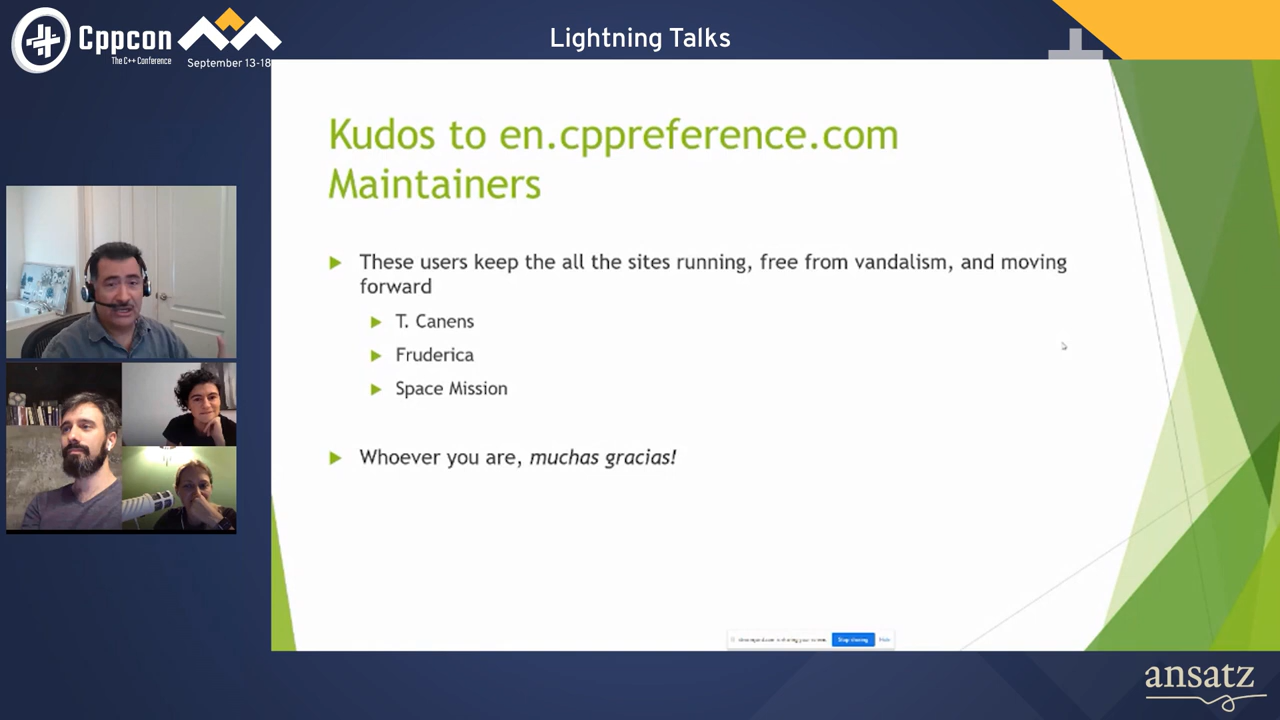 Cppcon
The C++ Conference
September 13-18
Lightning Talks
Kudos to en.cppreference.com
Maintainers
These users keep the all the sites running, free from vandalism, and moving
forward
T. Canens
Fruderica
Space Mission
Whoever you are, muchas gracias!
Stop sharing
Hide
ansatz